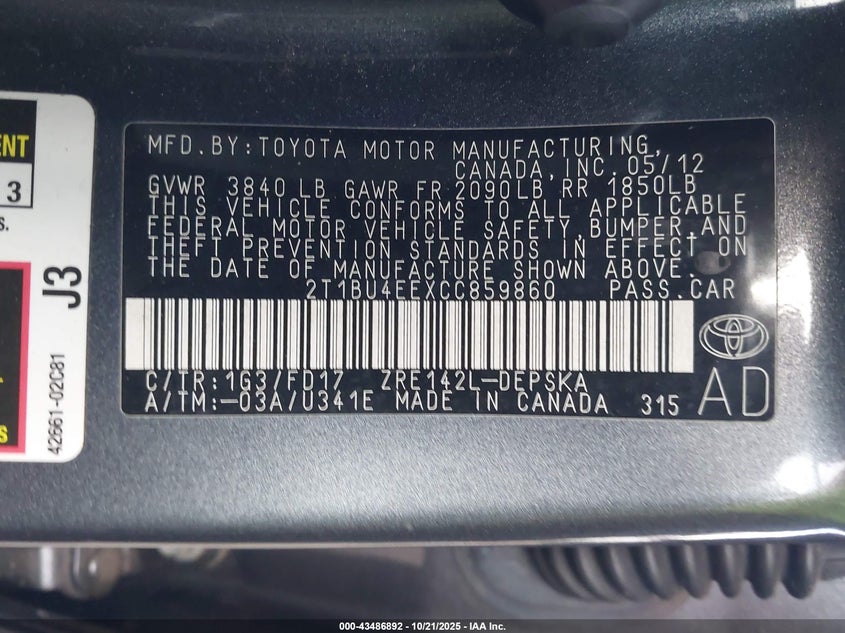 ENT
3
S.
J3
42661-02C81
S
MFD.BY:TOYOTA MOTOR MANUFACTURING,
CANADA,INC.05/12
GVWR 3840 LB GAWR FR 2090LB, RR 1850LB
THIS VEHICLE CONFORMS TO ALL APPLICABLE
FEDERAL MOTOR VEHICLE SAFETY,BUMPER,AND
THEFT PREVENTION STANDARDS IN EFFECT ON
THE DATE OF MANUFACTURE SHOWN ABOVE.
2T1BU4EEXCC859860 PASS.CAR
C/TR:1G3/FD17 ZRE142L-DEPSKA
A/TM:-03A/U341E MADE IN CANADA 315
AD
000-43486892 - 10/21/2025 - IAA Inc.